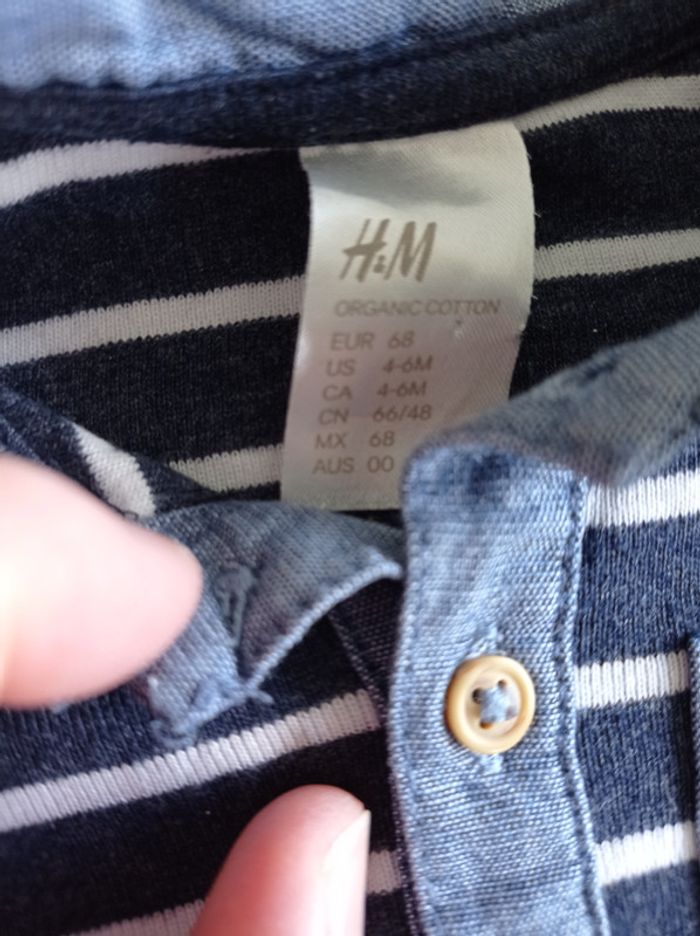 H&M
ORGANIC COTTON
EUR 68
US 4-6M
CA 4-6M
CN 66/48
MX 68
AUS 00